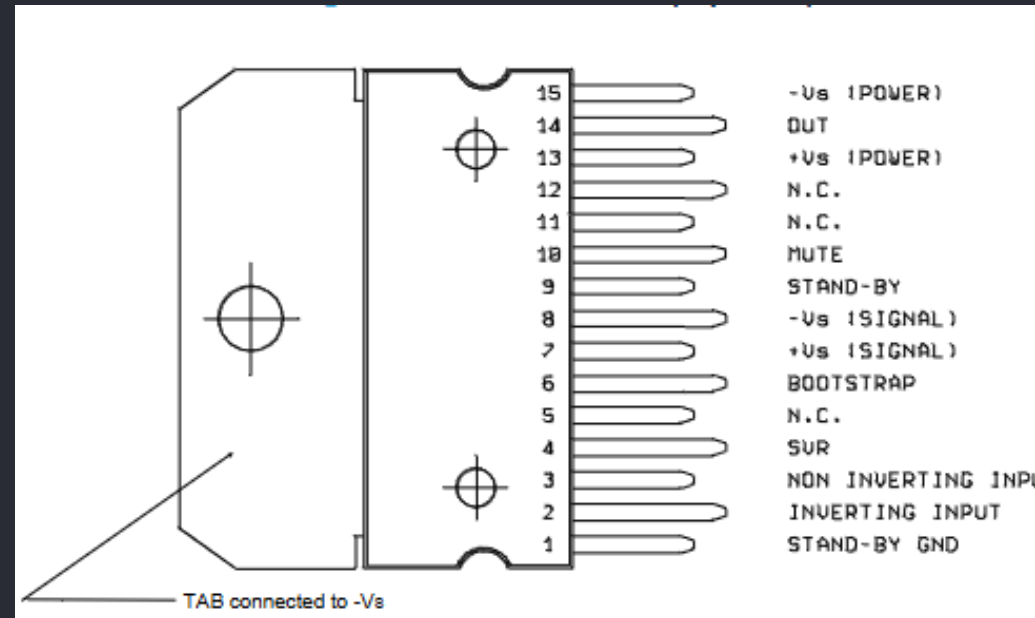 15 -Vs (POWER)
14 OUT
13 +Vs (POWER)
12 N.C.
11 N.C.
10 MUTE
9 STAND-BY
8 -Vs (SIGNAL)
7 +Vs (SIGNAL)
6 BOOTSTRAP
5 N.C.
4 SVR
3 NON INVERTING
2 INVERTING INPUT
1 STAND-BY GND
TAB connected to -Vs